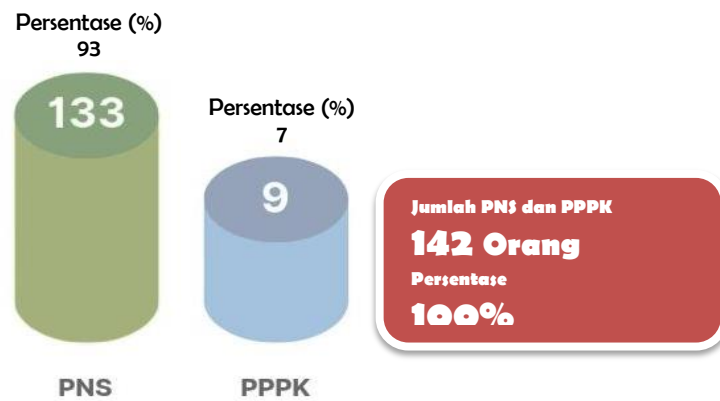 Persentase (%)
93
133
PNS
Persentase (%)
7
9
PPPK
Jumlah PNS dan PPPK
142 Orang
Persentase
100%